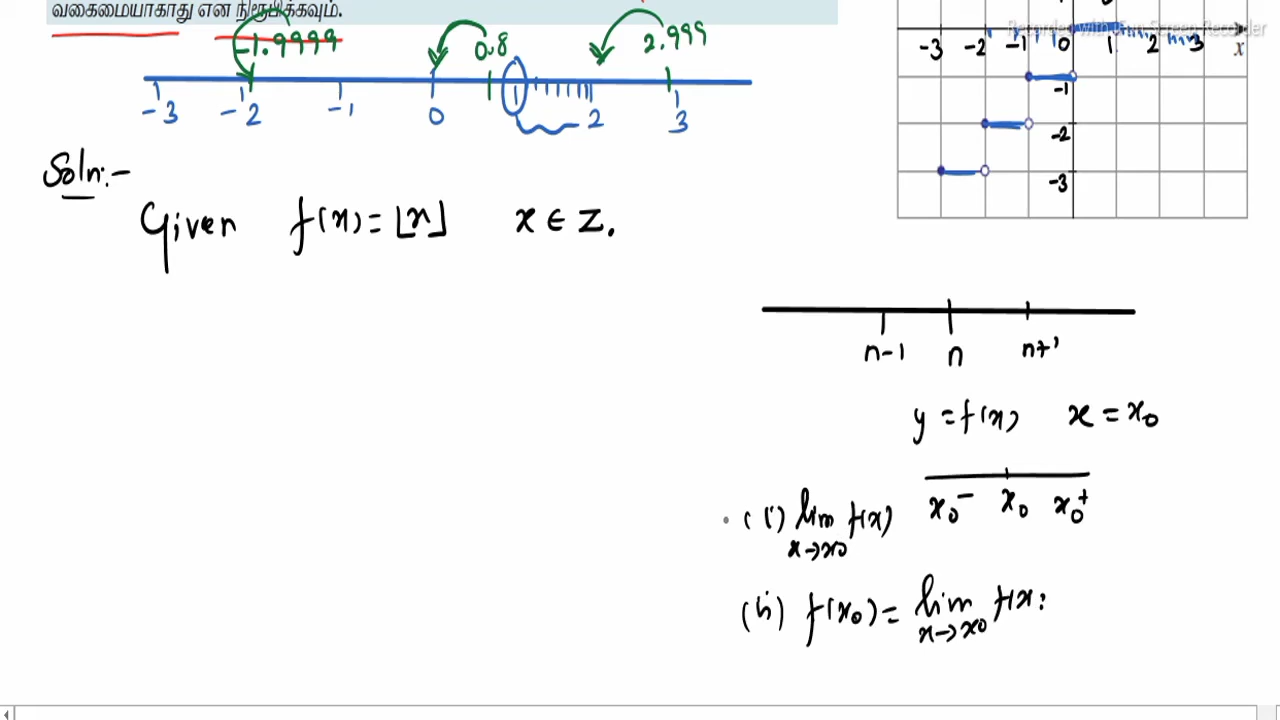 வகைமையாகாது என நிரூபிக்கவும்.
-1.9999 0.8 2.999
-3 -2 -1 0 2 3
-3 -2 -1 0 1 2 3 x
-1
-2
-3
Soln:-
Given f(x) = ⌊x⌋ x ∈ Z.
n-1 n n+1
y = f(x) x = x₀
x₀⁻ x₀ x₀⁺
(i) lim f(x)
x→x₀
(ii) f(x₀) = lim f(x)
x→x₀